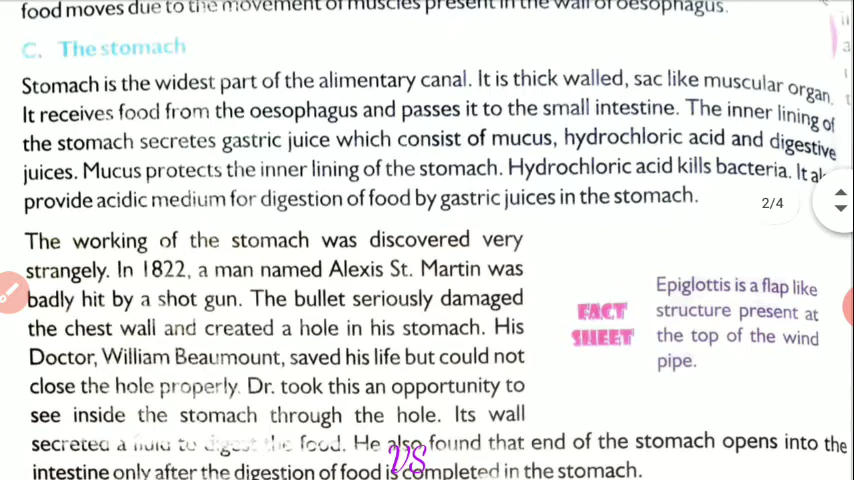 food moves due to the movement of muscles present in the wall of oesophagus.
C. The stomach
Stomach is the widest part of the alimentary canal. It is thick walled, sac like muscular organ.
It receives food from the oesophagus and passes it to the small intestine. The inner lining of
the stomach secretes gastric juice which consist of mucus, hydrochloric acid and digestive
juices. Mucus protects the inner lining of the stomach. Hydrochloric acid kills bacteria. It
provide acidic medium for digestion of food by gastric juices in the stomach.
2/4
The working of the stomach was discovered very
strangely. In 1822, a man named Alexis St. Martin was
badly hit by a shot gun. The bullet seriously damaged
the chest wall and created a hole in his stomach. His
Doctor, William Beaumount, saved his life but could not
close the hole properly. Dr. took this an opportunity to
see inside the stomach through the hole. Its wall
secreted a fluid to digest the food. He also found that end of the stomach opens into the
intestine only after the digestion of food is completed in the stomach.
FACT
SHEET
Epiglottis is a flap like
structure present at
the top of the wind
pipe.
VS